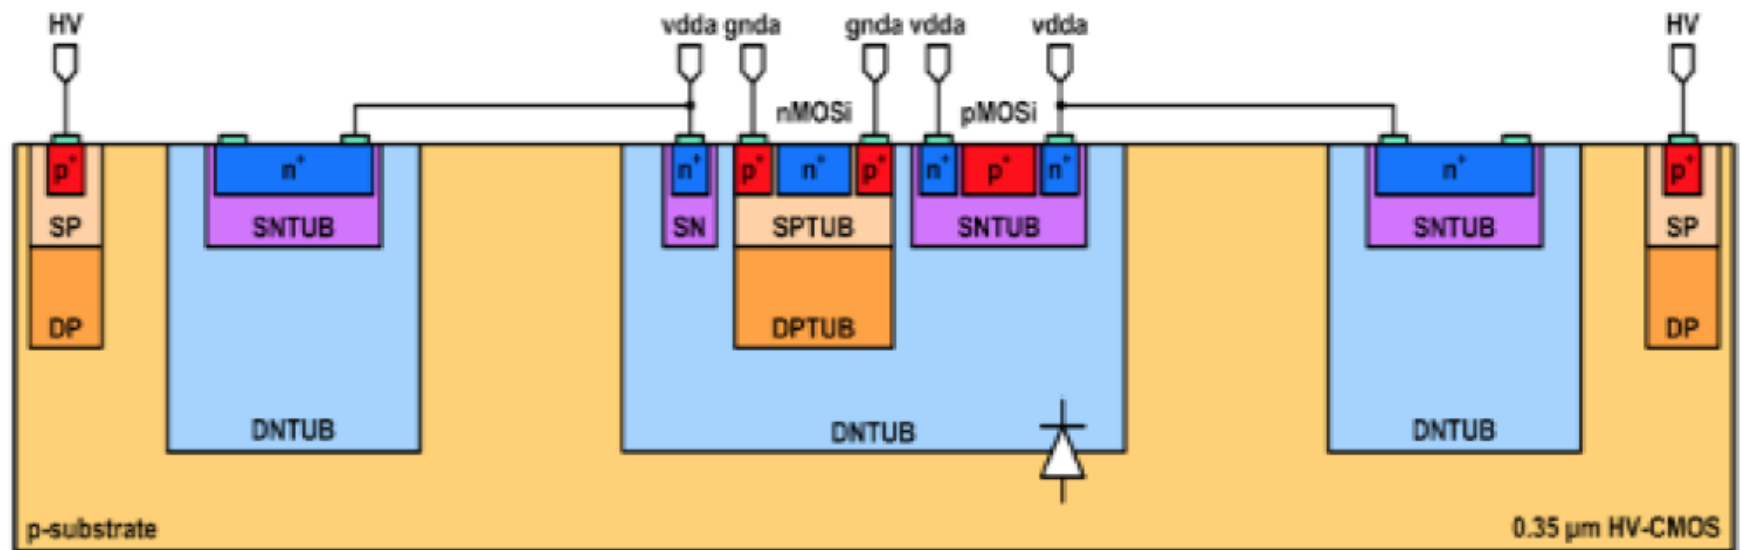 HV vdda gnda gnda vdda vdda HV
nMOSi pMOSi
p+ n+ n+ p+ n+ p+ n+ p+ n+ n+ p+
SP SNTUB SN SPTUB SNTUB SNTUB SP
DP DPTUB DP
DNTUB DNTUB DNTUB
p-substrate 0.35 µm HV-CMOS